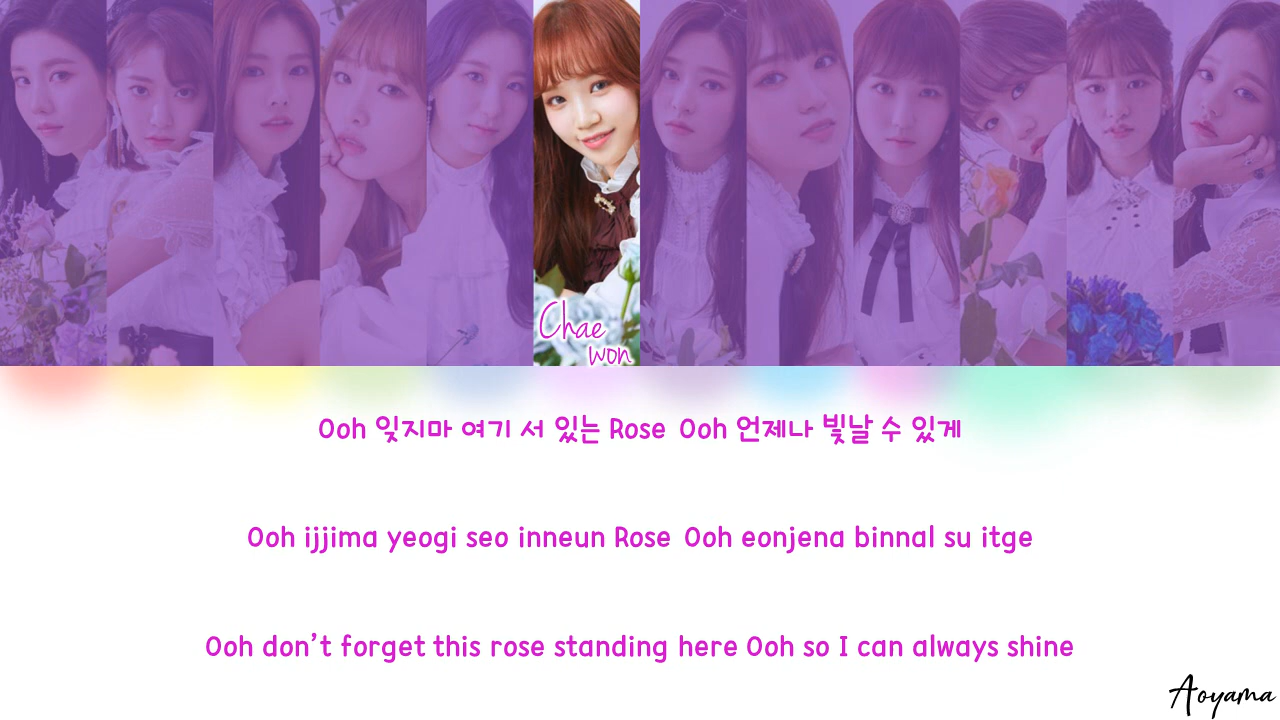 Chae
won
Ooh 잊지마 여기 서 있는 Rose Ooh 언제나 빛날 수 있게
Ooh ijjima yeogi seo inneun Rose Ooh eonjena binnal su itge
Ooh don't forget this rose standing here Ooh so I can always shine
Aoyama